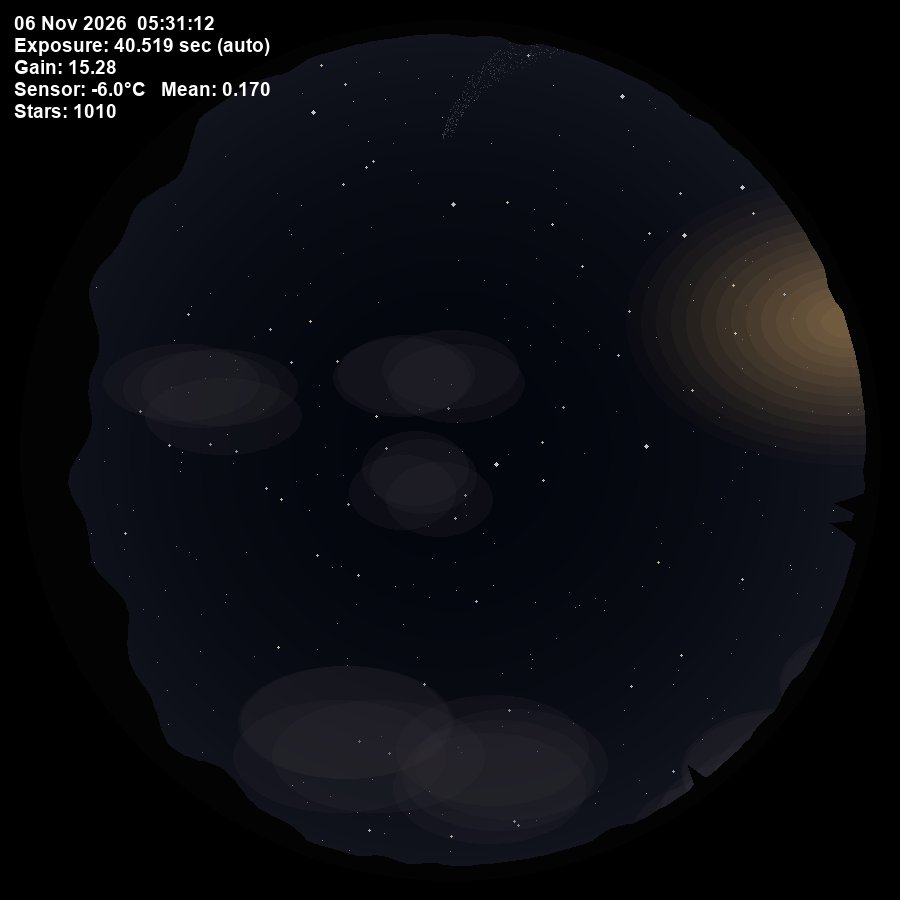 06 Nov 2026  05:31:12
Exposure: 40.519 sec (auto)
Gain: 15.28
Sensor: -6.0°C   Mean: 0.170
Stars: 1010